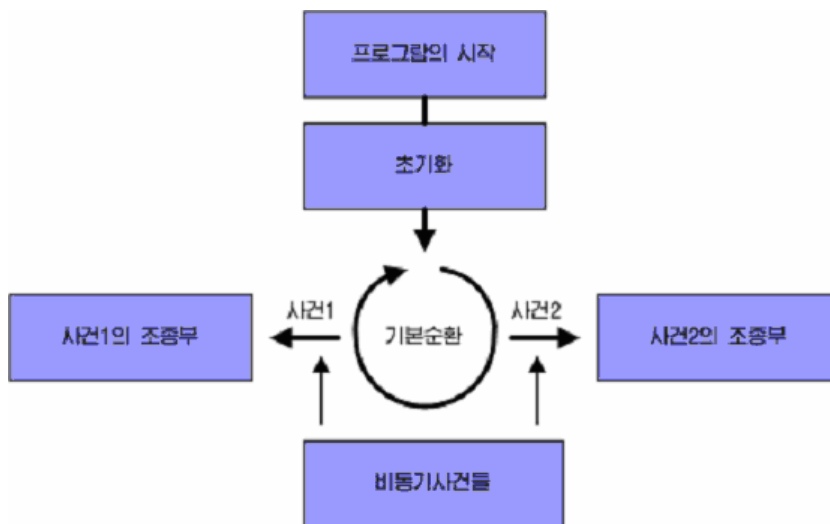 프로그람의 시작
초기화
사건1
사건2
사건1의 조종부
기본순환
사건2의 조종부
비동기사건들